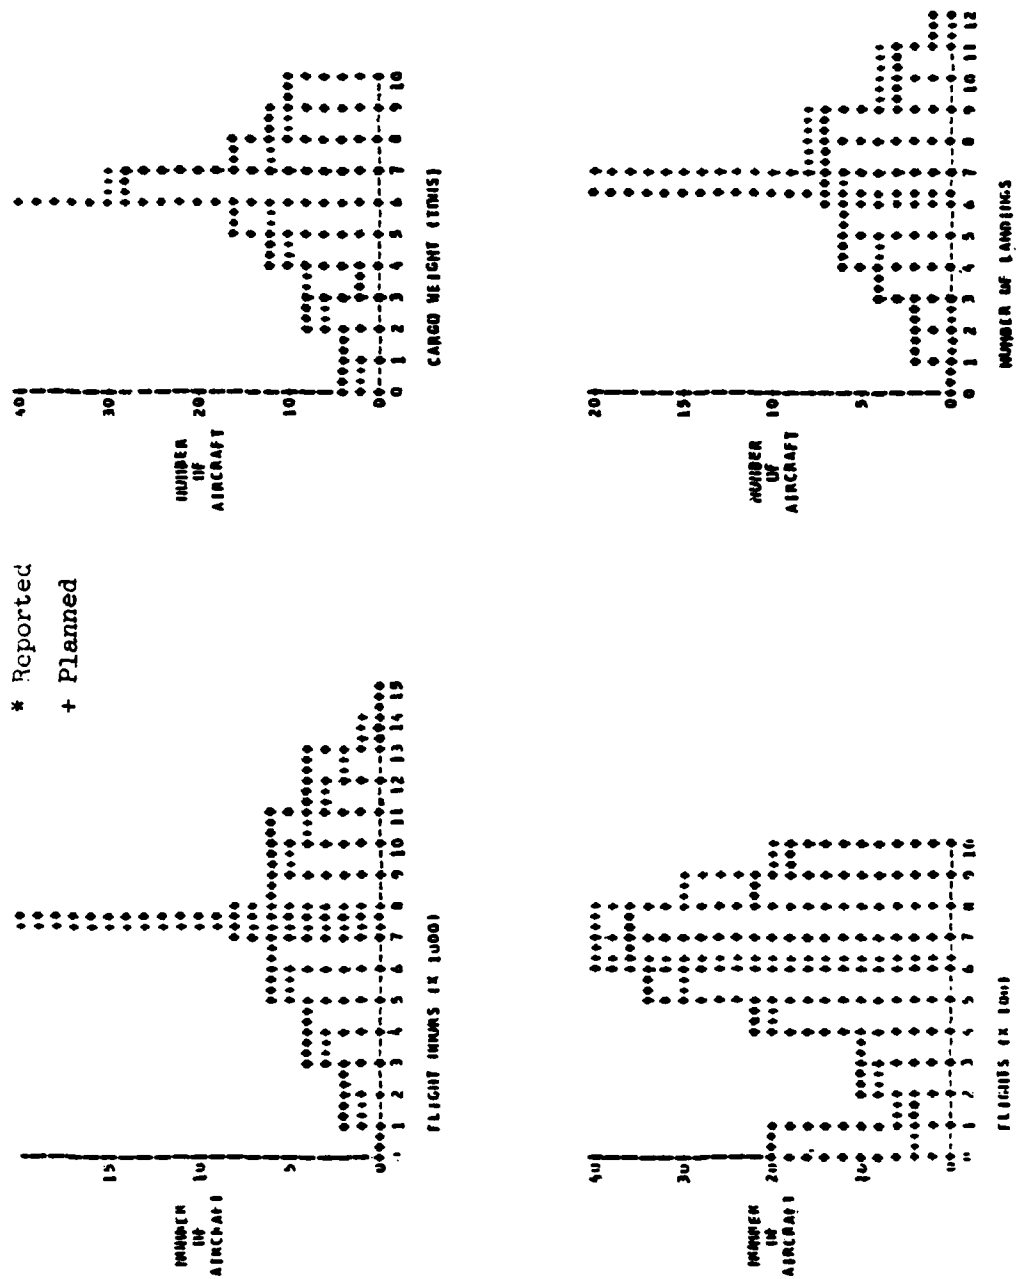 * Reported
+ Planned
NUMBER
OF
AIRCRAFT
15
10
5
0
1 2 3 4 5 6 7 8 9 10 11 12 13 14 15
FLIGHT HOURS (X 1000)
NUMBER
OF
AIRCRAFT
40
30
20
10
0
0 1 2 3 4 5 6 7 8 9 10
CARGO WEIGHT (TONS)
NUMBER
OF
AIRCRAFT
40
30
20
10
0
0 1 2 3 4 5 6 7 8 9 10
FLIGHTS (X 100)
NUMBER
OF
AIRCRAFT
20
15
10
5
0
0 1 2 3 4 5 6 7 8 9 10 11 12
NUMBER OF LANDINGS